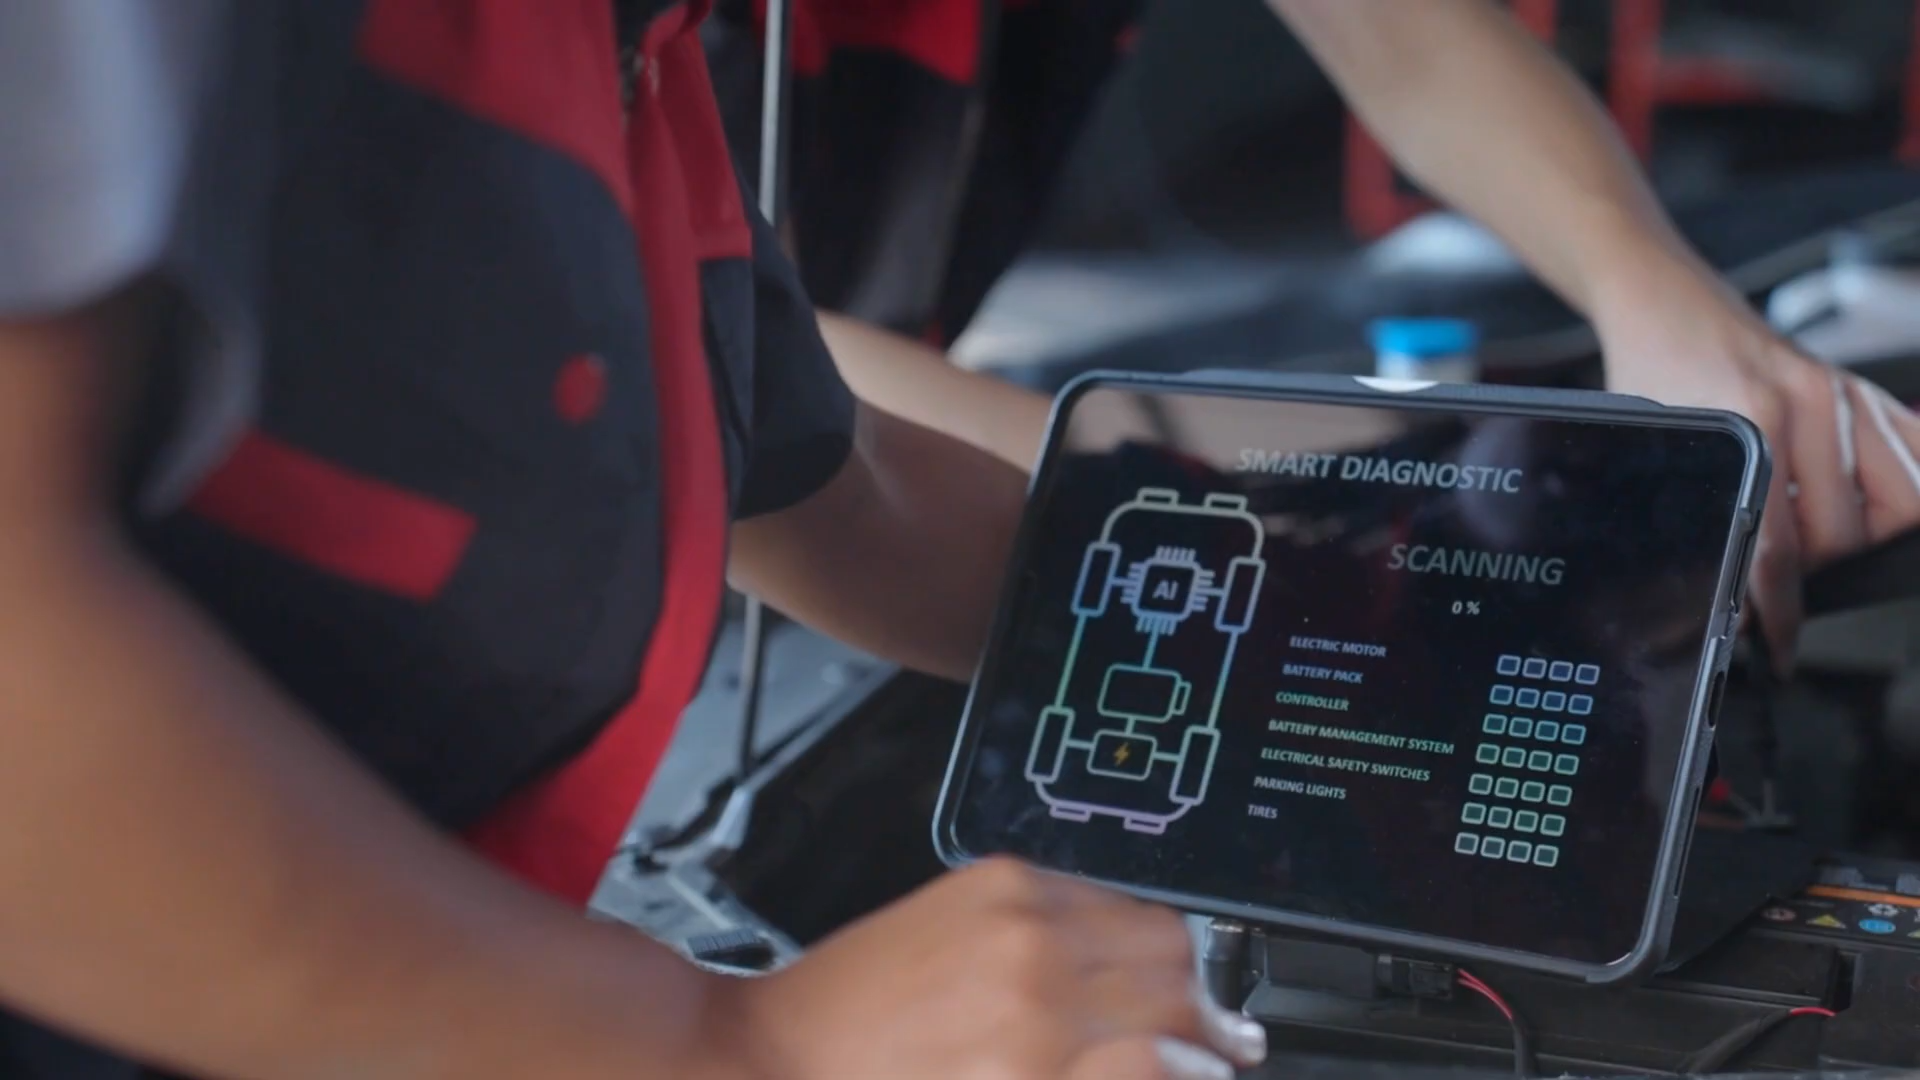 SMART DIAGNOSTIC
AI
SCANNING
0 %
ELECTRIC MOTOR
BATTERY PACK
CONTROLLER
BATTERY MANAGEMENT SYSTEM
ELECTRICAL SAFETY SWITCHES
PARKING LIGHTS
TIRES